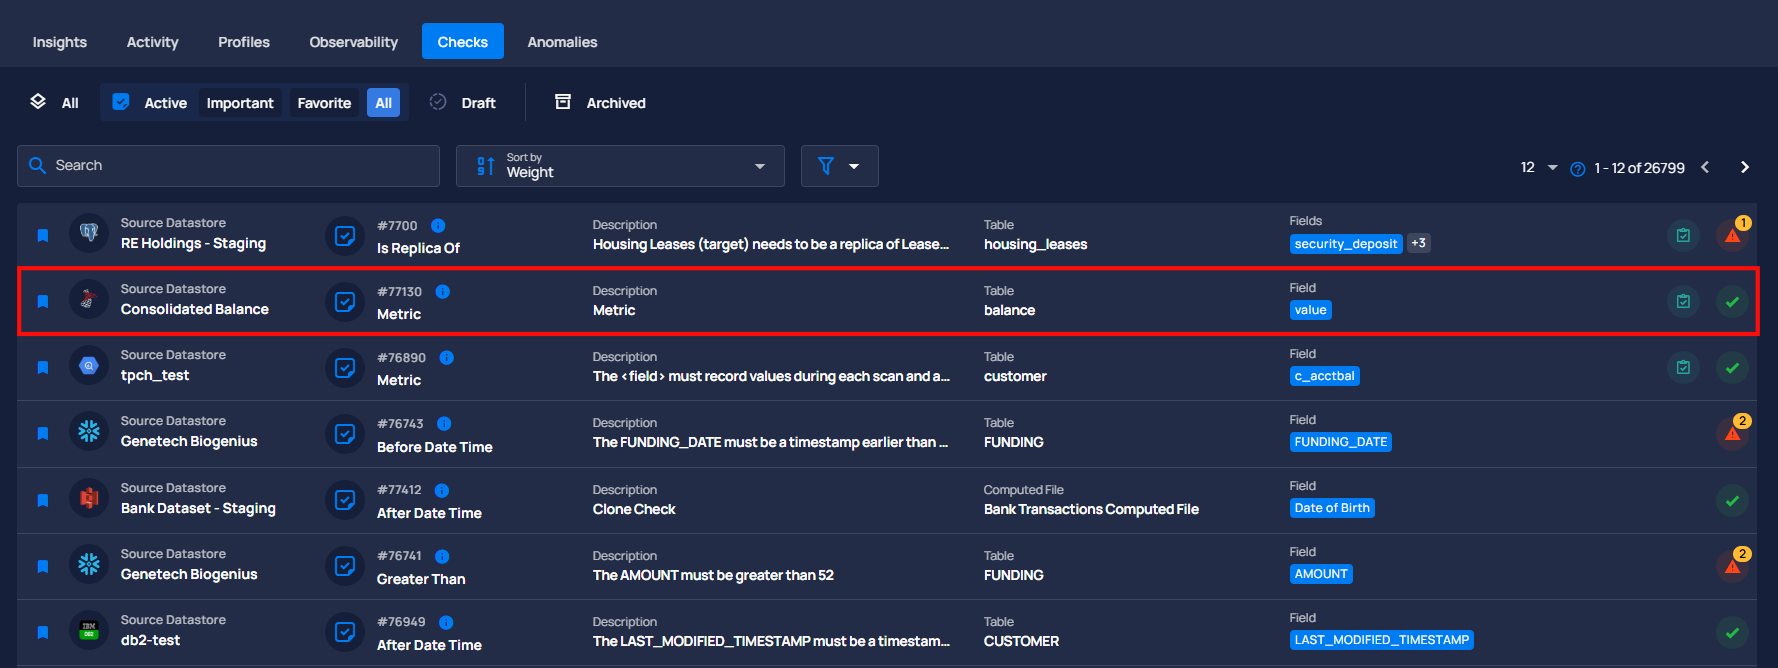 Insights Activity Profiles Observability Checks Anomalies
All Active Important Favorite All Draft Archived
Search Sort by Weight 12 1 - 12 of 26799
Source Datastore #7700 Description Table Fields 1
RE Holdings - Staging Is Replica Of Housing Leases (target) needs to be a replica of Lease... housing_leases security_deposit +3
Source Datastore #77130 Description Table Field
Consolidated Balance Metric Metric balance value
Source Datastore #76890 Description Table Field
tpch_test Metric The <field> must record values during each scan and a... customer c_acctbal
Source Datastore #76743 Description Table Field 2
Genetech Biogenius Before Date Time The FUNDING_DATE must be a timestamp earlier than ... FUNDING FUNDING_DATE
Source Datastore #77412 Description Computed File Field
Bank Dataset - Staging After Date Time Clone Check Bank Transactions Computed File Date of Birth
Source Datastore #76741 Description Table Field 2
Genetech Biogenius Greater Than The AMOUNT must be greater than 52 FUNDING AMOUNT
IBM DB2 Source Datastore #76949 Description Table Field
db2-test After Date Time The LAST_MODIFIED_TIMESTAMP must be a timestam... CUSTOMER LAST_MODIFIED_TIMESTAMP